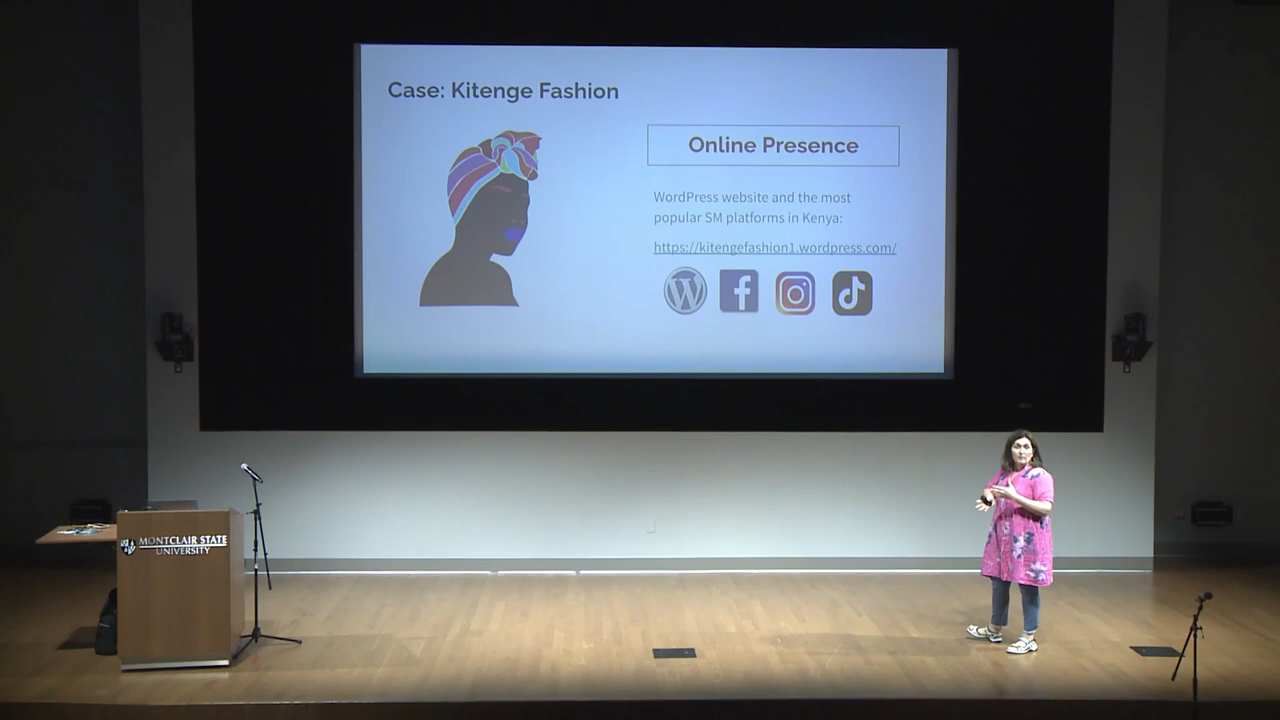 Case: Kitenge Fashion
Online Presence
WordPress website and the most
popular SM platforms in Kenya:
https://kitengefashion1.wordpress.com/
MONTCLAIR STATE
UNIVERSITY